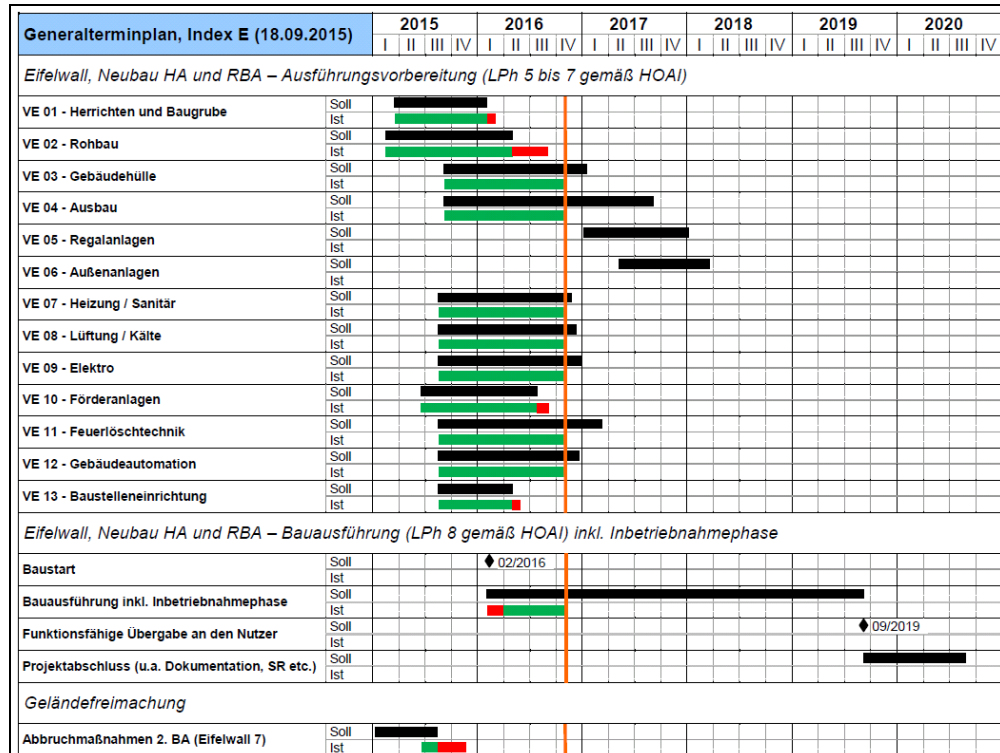 Generalterminplan, Index E (18.09.2015) 2015 2016 2017 2018 2019 2020
I II III IV I II III IV I II III IV I II III IV I II III IV I II III IV
Eifelwall, Neubau HA und RBA – Ausführungsvorbereitung (LPh 5 bis 7 gemäß HOAI)
VE 01 - Herrichten und Baugrube Soll
Ist
VE 02 - Rohbau Soll
Ist
VE 03 - Gebäudehülle Soll
Ist
VE 04 - Ausbau Soll
Ist
VE 05 - Regalanlagen Soll
Ist
VE 06 - Außenanlagen Soll
Ist
VE 07 - Heizung / Sanitär Soll
Ist
VE 08 - Lüftung / Kälte Soll
Ist
VE 09 - Elektro Soll
Ist
VE 10 - Förderanlagen Soll
Ist
VE 11 - Feuerlöschtechnik Soll
Ist
VE 12 - Gebäudeautomation Soll
Ist
VE 13 - Baustelleneinrichtung Soll
Ist
Eifelwall, Neubau HA und RBA – Bauausführung (LPh 8 gemäß HOAI) inkl. Inbetriebnahmephase
Baustart Soll 02/2016
Ist
Bauausführung inkl. Inbetriebnahmephase Soll
Ist
Funktionsfähige Übergabe an den Nutzer Soll 09/2019
Ist
Projektabschluss (u.a. Dokumentation, SR etc.) Soll
Ist
Geländefreimachung
Abbruchmaßnahmen 2. BA (Eifelwall 7) Soll
Ist